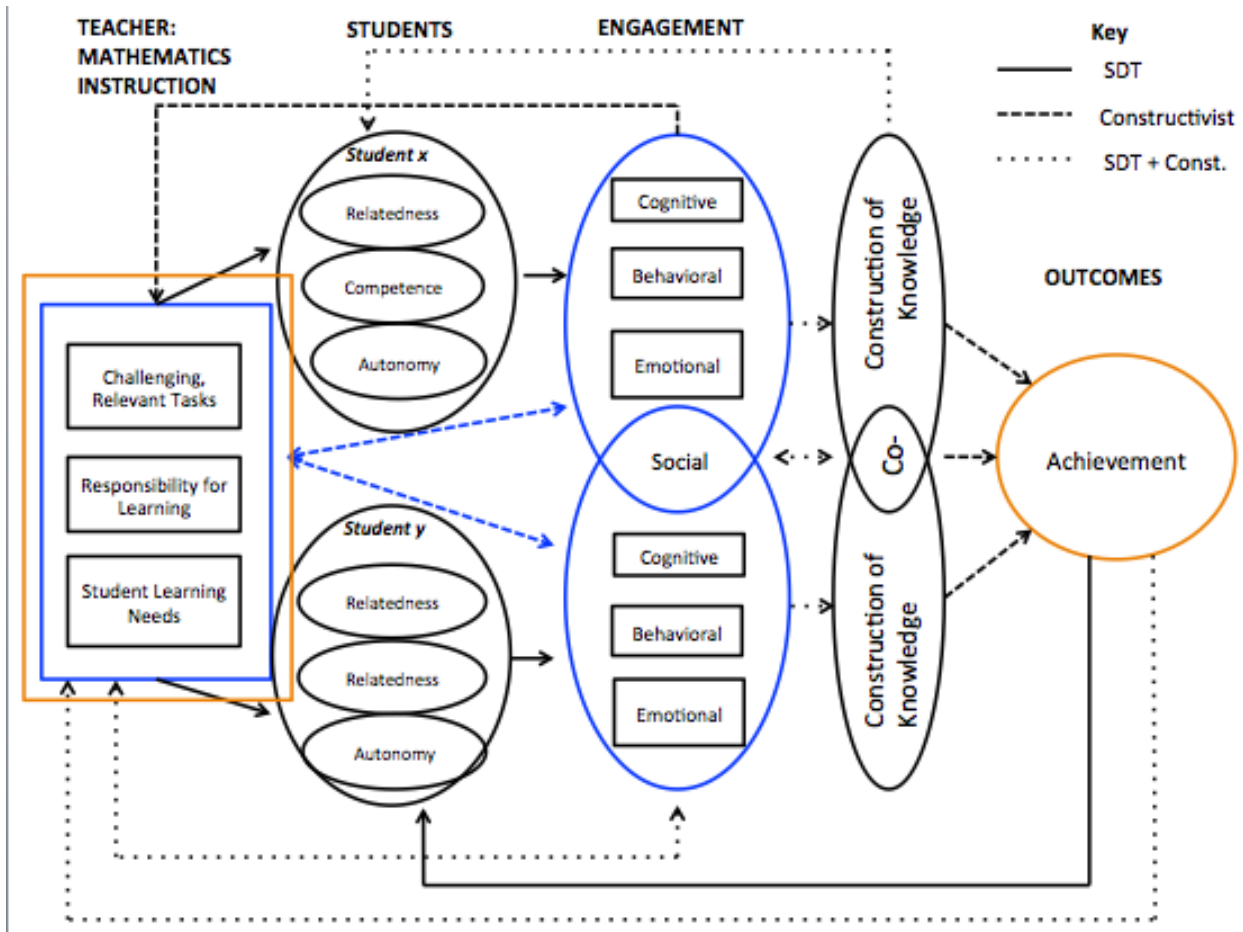 TEACHER:
MATHEMATICS
INSTRUCTION
STUDENTS
ENGAGEMENT
Key
SDT
Constructivist
SDT + Const.
Student x
Relatedness
Competence
Autonomy
Cognitive
Behavioral
Emotional
Construction of
Knowledge
OUTCOMES
Challenging,
Relevant Tasks
Responsibility for
Learning
Student Learning
Needs
Social
Co-
Achievement
Student y
Relatedness
Relatedness
Autonomy
Cognitive
Behavioral
Emotional
Construction of
Knowledge